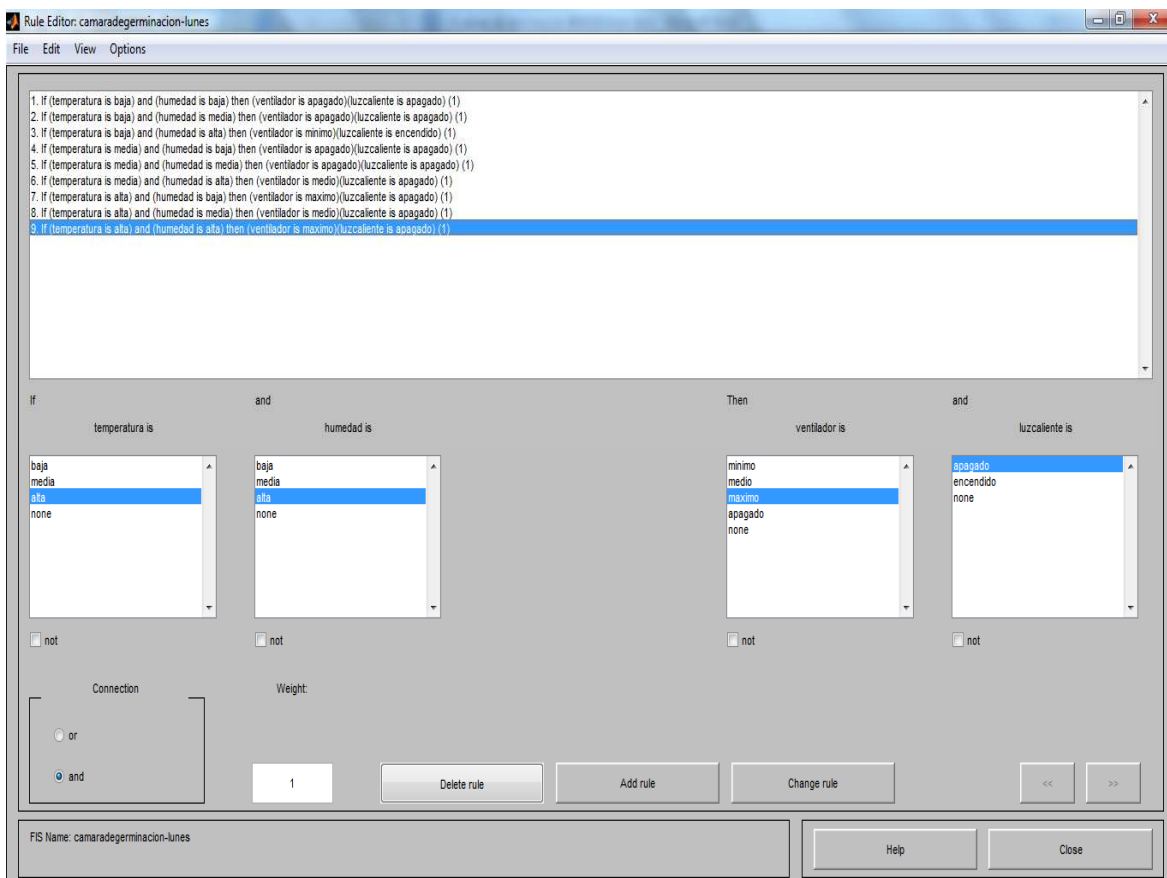 Rule Editor: camaradegerminacion-lunes
File Edit View Options
1. If (temperatura is baja) and (humedad is baja) then (ventilador is apagado)(luzcaliente is apagado) (1)
2. If (temperatura is baja) and (humedad is media) then (ventilador is apagado)(luzcaliente is apagado) (1)
3. If (temperatura is baja) and (humedad is alta) then (ventilador is minimo)(luzcaliente is encendido) (1)
4. If (temperatura is media) and (humedad is baja) then (ventilador is apagado)(luzcaliente is apagado) (1)
5. If (temperatura is media) and (humedad is media) then (ventilador is apagado)(luzcaliente is apagado) (1)
6. If (temperatura is media) and (humedad is alta) then (ventilador is medio)(luzcaliente is apagado) (1)
7. If (temperatura is alta) and (humedad is baja) then (ventilador is maximo)(luzcaliente is apagado) (1)
8. If (temperatura is alta) and (humedad is media) then (ventilador is medio)(luzcaliente is apagado) (1)
9. If (temperatura is alta) and (humedad is alta) then (ventilador is maximo)(luzcaliente is apagado) (1)
If and Then and
temperatura is humedad is ventilador is luzcaliente is
baja baja minimo apagado
media media medio encendido
alta alta maximo none
none none apagado
none
not not not not
Connection Weight:
or
and 1 Delete rule Add rule Change rule << >>
FIS Name: camaradegerminacion-lunes Help Close